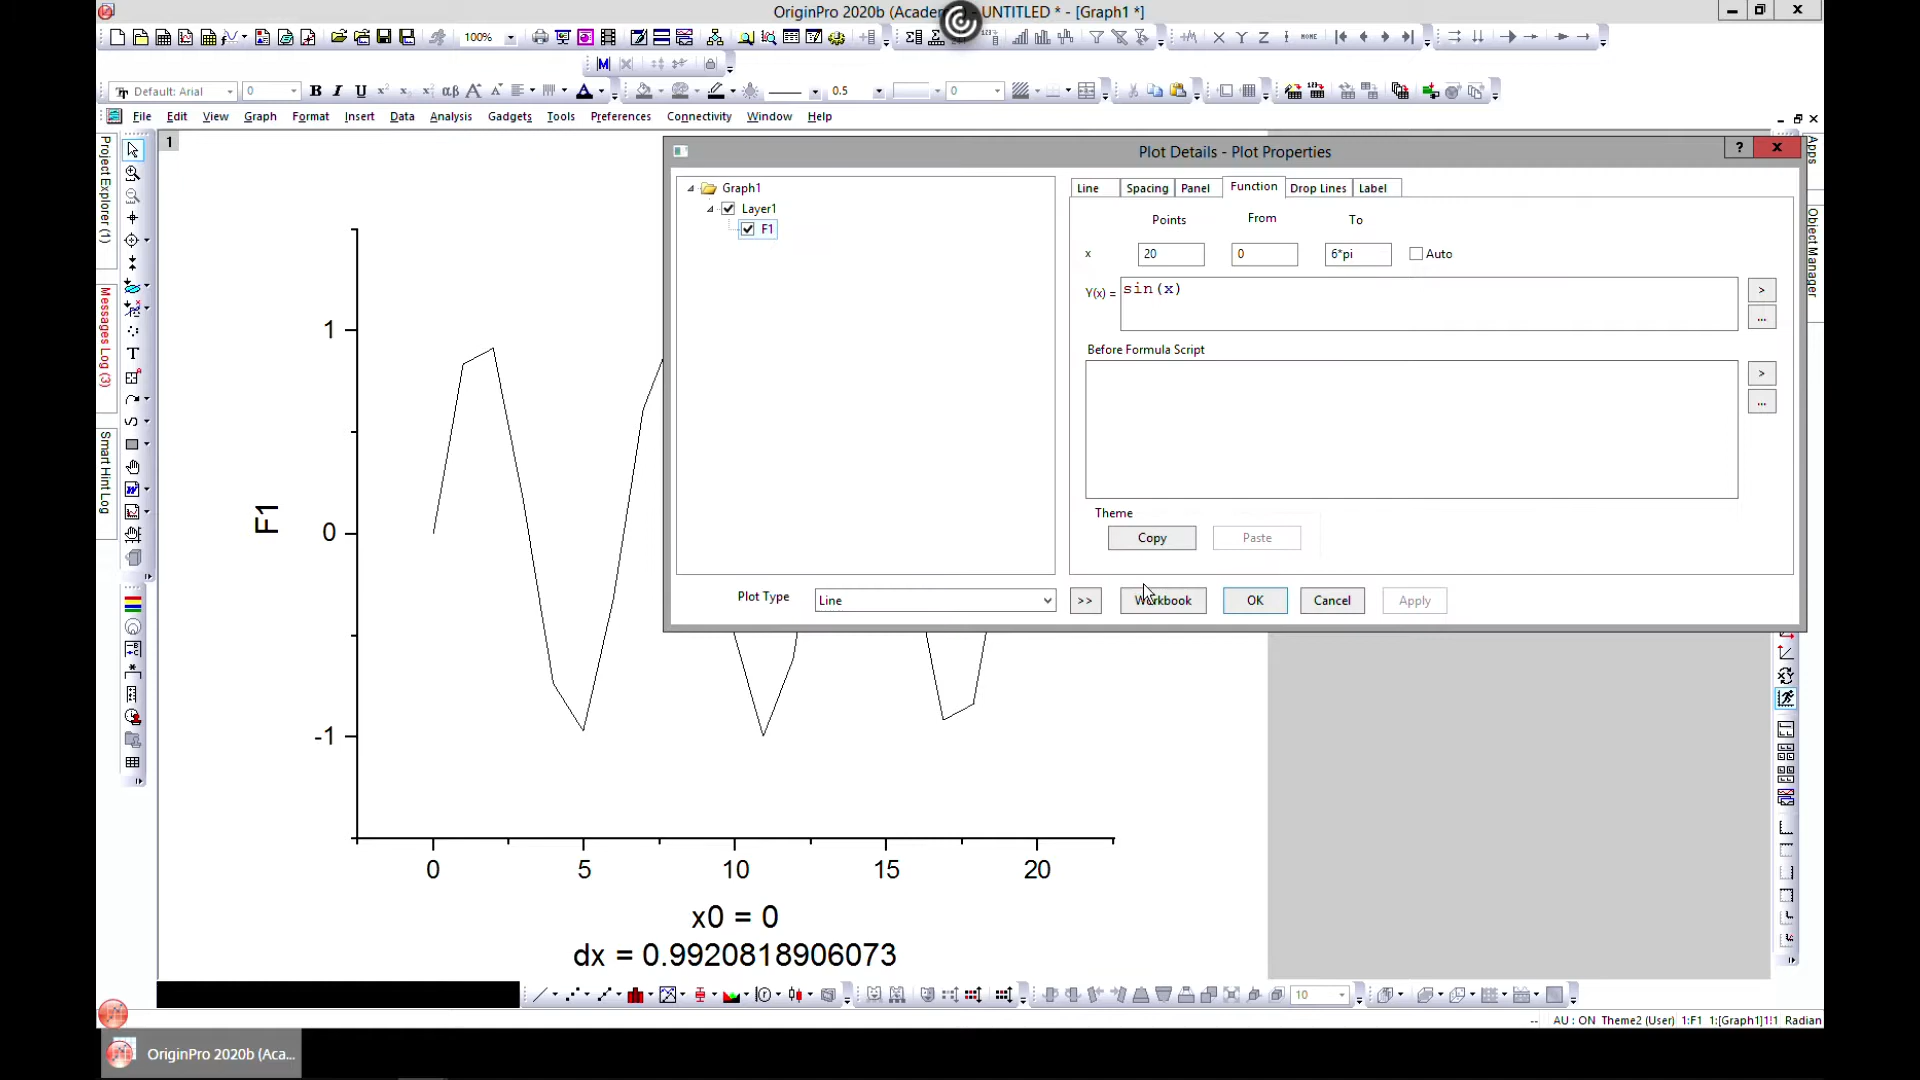 OriginPro 2020b (Acade - UNTITLED * - [Graph1 *]
100%
Default: Arial
0
B I U
αβ
0.5
0
File Edit View Graph Format Insert Data Analysis Gadgets Tools Preferences Connectivity Window Help
Project Explorer (1)
Messages Log (3)
Smart Hint Log
Apps
Object Manager
1
Plot Details - Plot Properties
?
Graph1
Layer1
F1
Line Spacing Panel Function Drop Lines Label
Points From To
x 20 0 6*pi Auto
Y(x) = sin(x)
>
...
Before Formula Script
>
...
Theme
Copy Paste
Plot Type Line >> Workbook OK Cancel Apply
F1
1
0
-1
0 5 10 15 20
x0 = 0
dx = 0.9920818906073
10
-- AU : ON Theme2 (User) 1:F1 1:[Graph1]1!1 Radian
OriginPro 2020b (Aca...